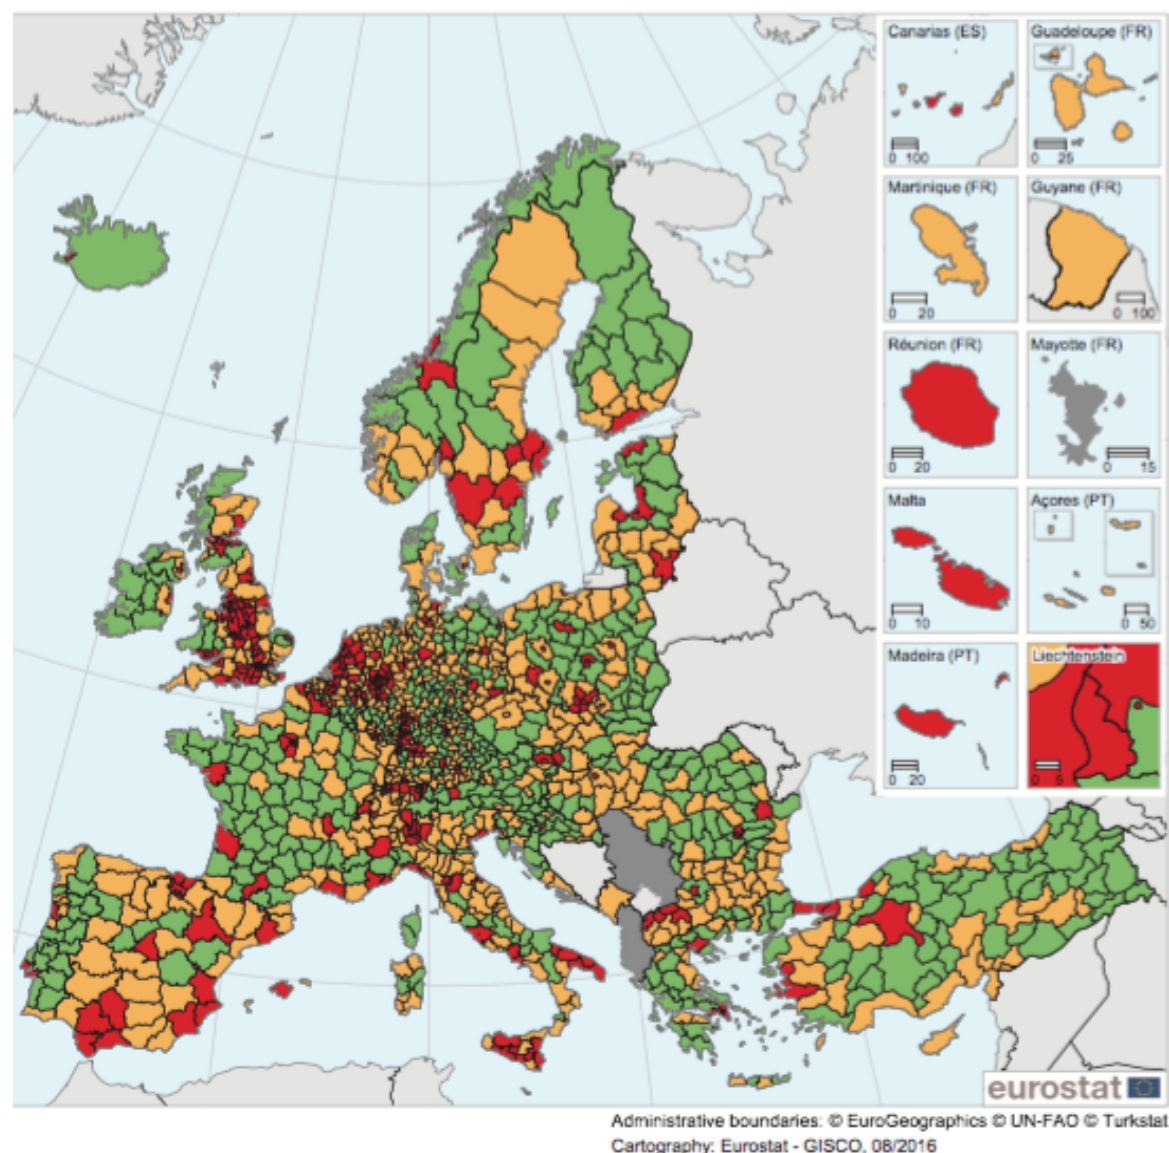 Canarias (ES)
0 100
Guadeloupe (FR)
0 25
Martinique (FR)
0 20
Guyane (FR)
0 100
Réunion (FR)
0 20
Mayotte (FR)
0 15
Malta
0 10
Açores (PT)
0 50
Madeira (PT)
0 20
Liechtenstein
0 5
eurostat
Administrative boundaries: © EuroGeographics © UN-FAO © Turkstat
Cartography: Eurostat - GISCO, 08/2016